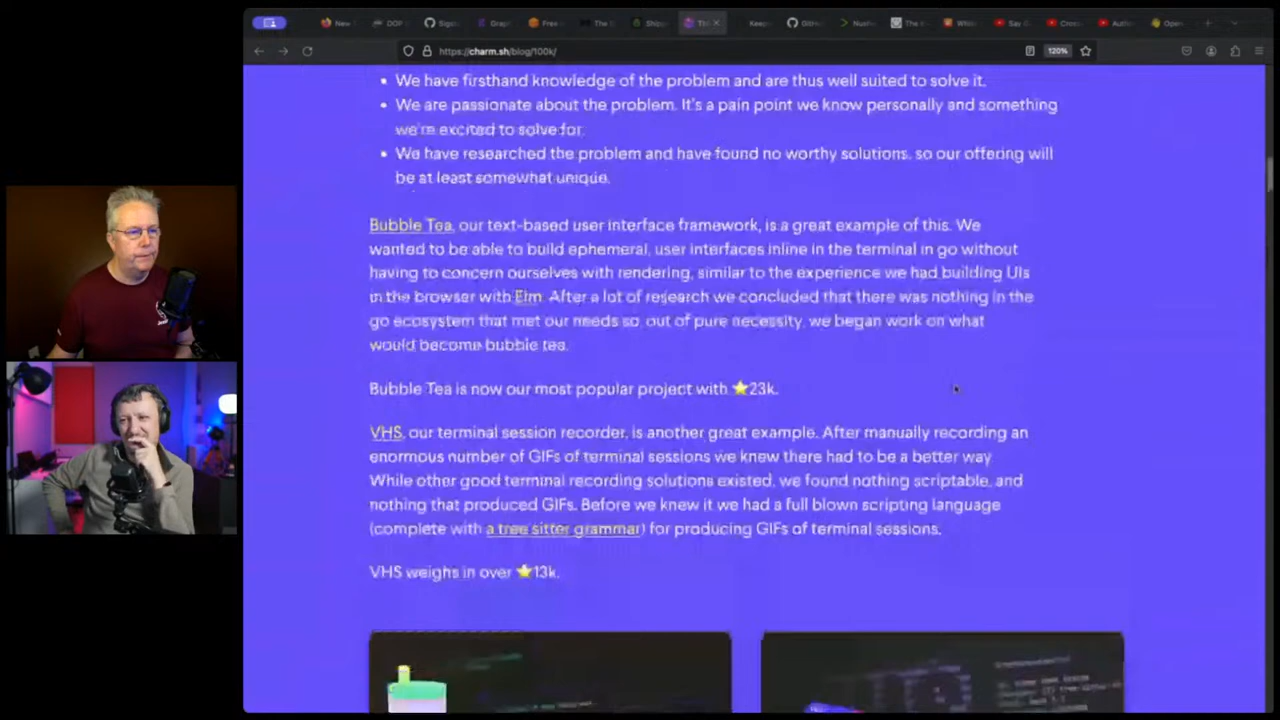 New
DOP
The S
Keep
GitHub
Nushe
The
Say G
Open
https://charm.sh/blog/100k/
120%
We have firsthand knowledge of the problem and are thus well suited to solve it.
We are passionate about the problem. It's a pain point we know personally and something
we're excited to solve for.
We have researched the problem and have found no worthy solutions, so our offering will
be at least somewhat unique.
Bubble Tea, our text-based user interface framework, is a great example of this. We
wanted to be able to build ephemeral, user interfaces inline in the terminal in go without
having to concern ourselves with rendering, similar to the experience we had building UIs
in the browser with Elm. After a lot of research we concluded that there was nothing in the
go ecosystem that met our needs so, out of pure necessity, we began work on what
would become bubble tea.
Bubble Tea is now our most popular project with ⭐23k.
VHS, our terminal session recorder, is another great example. After manually recording an
enormous number of GIFs of terminal sessions we knew there had to be a better way
While other good terminal recording solutions existed, we found nothing scriptable, and
nothing that produced GIFs. Before we knew it we had a full blown scripting language
(complete with a tree sitter grammar) for producing GIFs of terminal sessions.
VHS weighs in over ⭐13k.